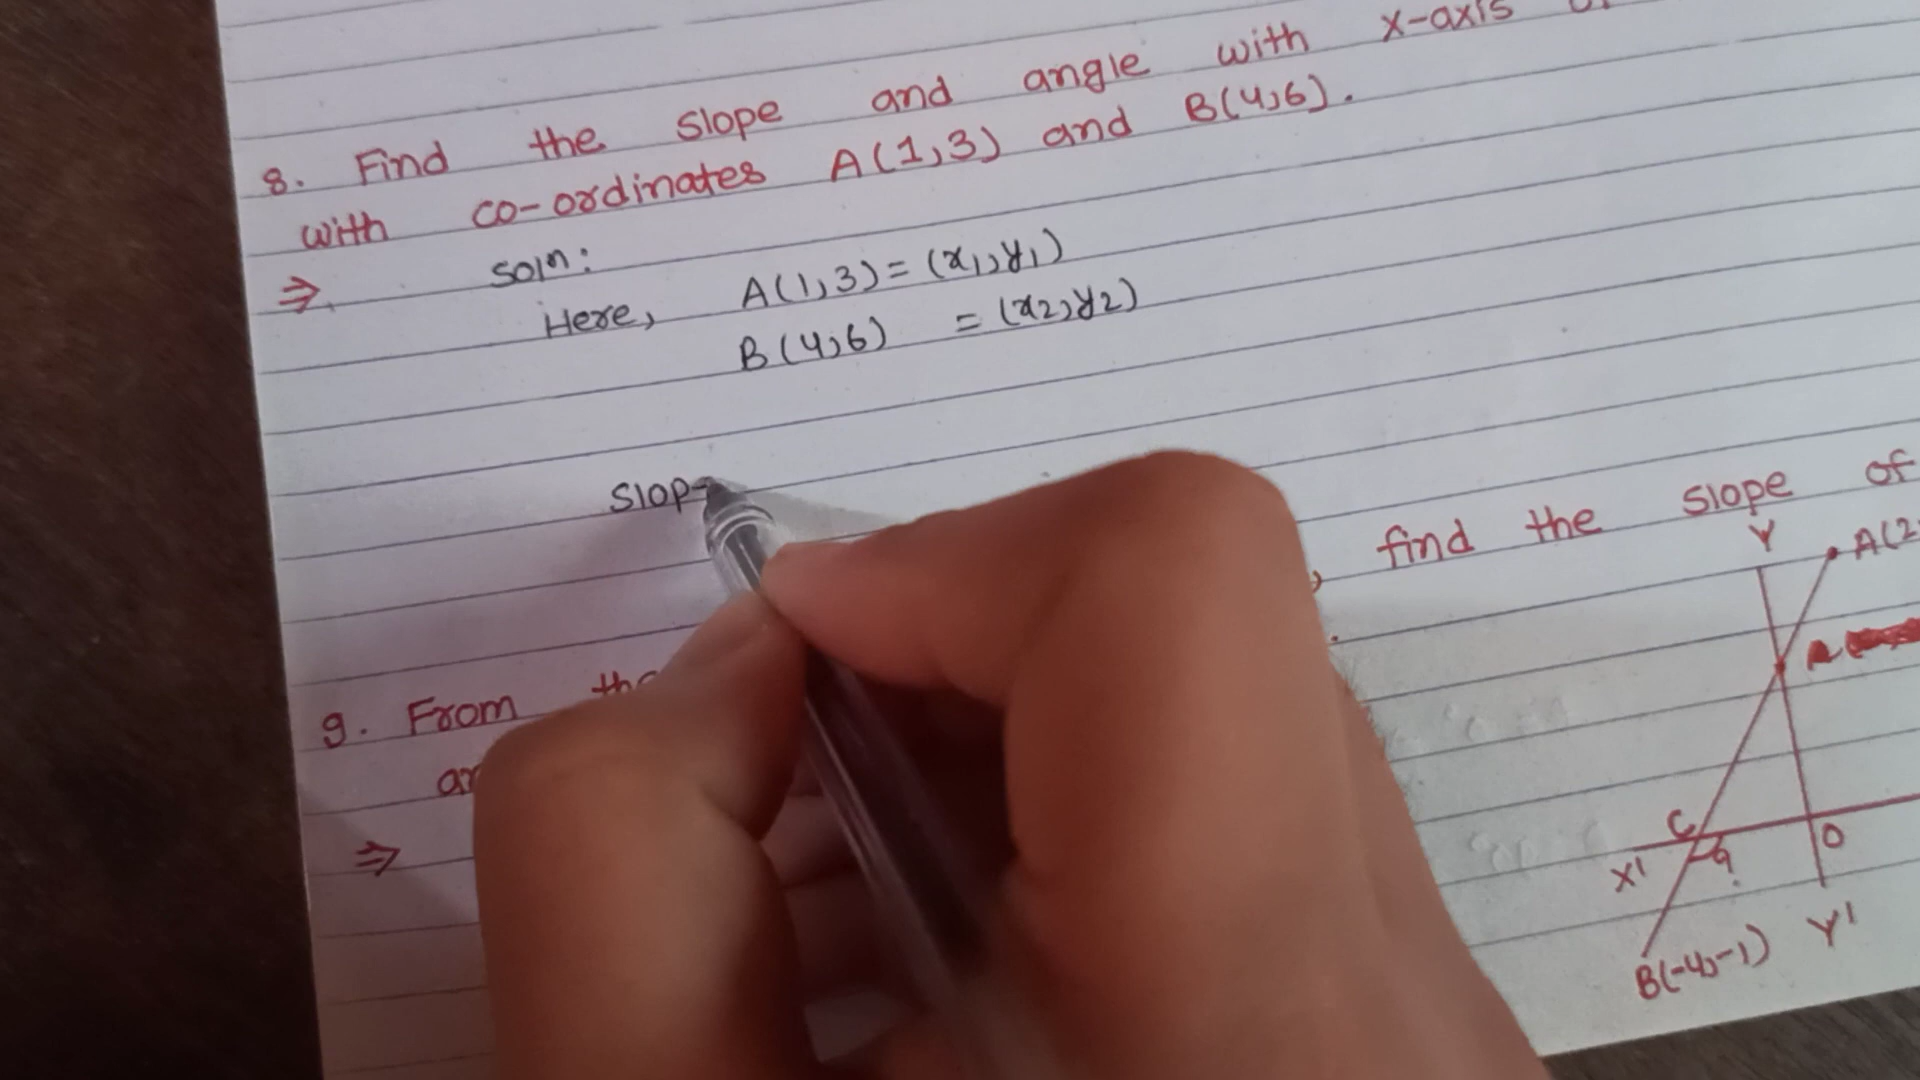 8. Find the slope and angle with x-axis
with co-ordinates A(1,3) and B(4,6).
⇒ Soln:
Here, A(1,3) = (x1,y1)
B(4,6) = (x2,y2)
Slop
9. From find the slope of
⇒
Y
A(2
A
C
O
X'
Y'
B(-4,-1)